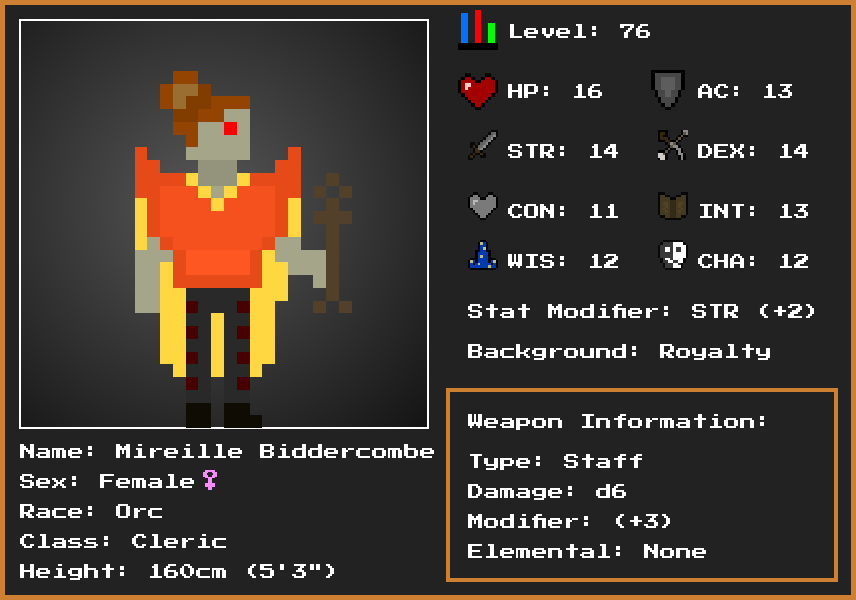 Level: 76
HP: 16 AC: 13
STR: 14 DEX: 14
CON: 11 INT: 13
WIS: 12 CHA: 12
Stat Modifier: STR (+2)
Background: Royalty
Weapon Information:
Type: Staff
Damage: d6
Modifier: (+3)
Elemental: None
Name: Mireille Biddercombe
Sex: Female♀
Race: Orc
Class: Cleric
Height: 160cm (5'3")